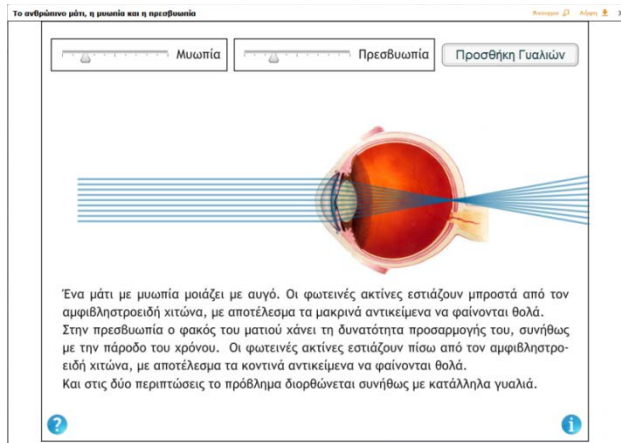 Το ανθρώπινο μάτι, η μυωπία και η πρεσβυωπία
Άνοιγμα Λήψη
Μυωπία Πρεσβυωπία Προσθήκη Γυαλιών
Ένα μάτι με μυωπία μοιάζει με αυγό. Οι φωτεινές ακτίνες εστιάζουν μπροστά από τον
αμφιβληστροειδή χιτώνα, με αποτέλεσμα τα μακρινά αντικείμενα να φαίνονται θολά.
Στην πρεσβυωπία ο φακός του ματιού χάνει τη δυνατότητα προσαρμογής του, συνήθως
με την πάροδο του χρόνου. Οι φωτεινές ακτίνες εστιάζουν πίσω από τον αμφιβληστρο-
ειδή χιτώνα, με αποτέλεσμα τα κοντινά αντικείμενα να φαίνονται θολά.
Και στις δύο περιπτώσεις το πρόβλημα διορθώνεται συνήθως με κατάλληλα γυαλιά.
? i